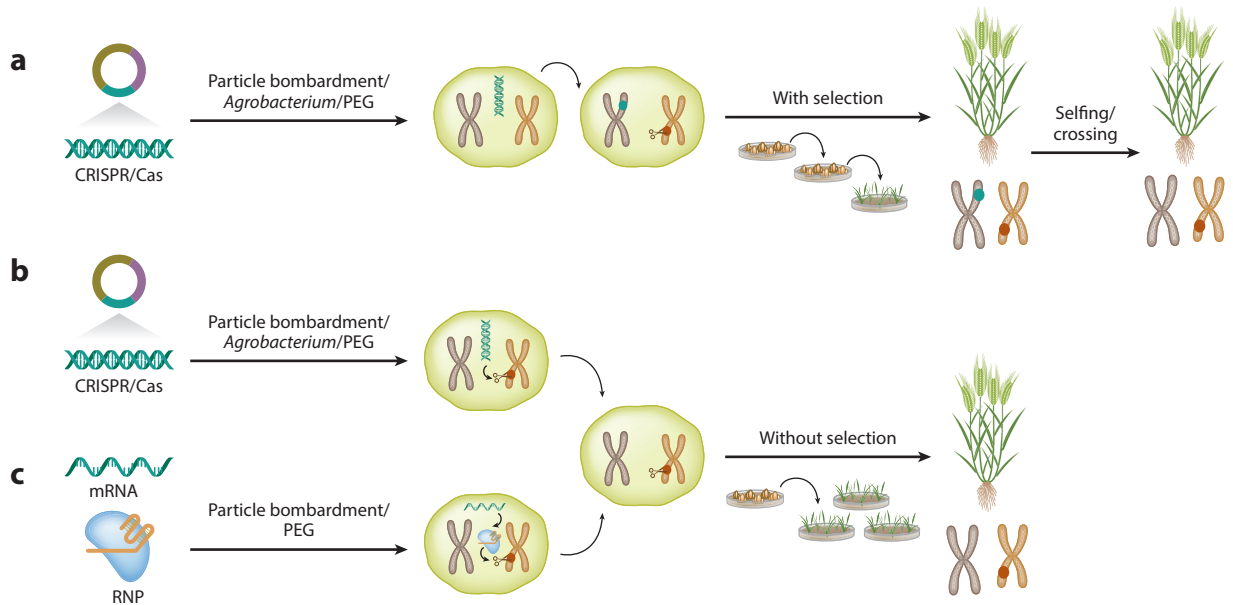 a
Particle bombardment/
Agrobacterium/PEG
CRISPR/Cas
With selection
Selfing/
crossing
b
Particle bombardment/
Agrobacterium/PEG
CRISPR/Cas
Without selection
c
mRNA
Particle bombardment/
PEG
RNP